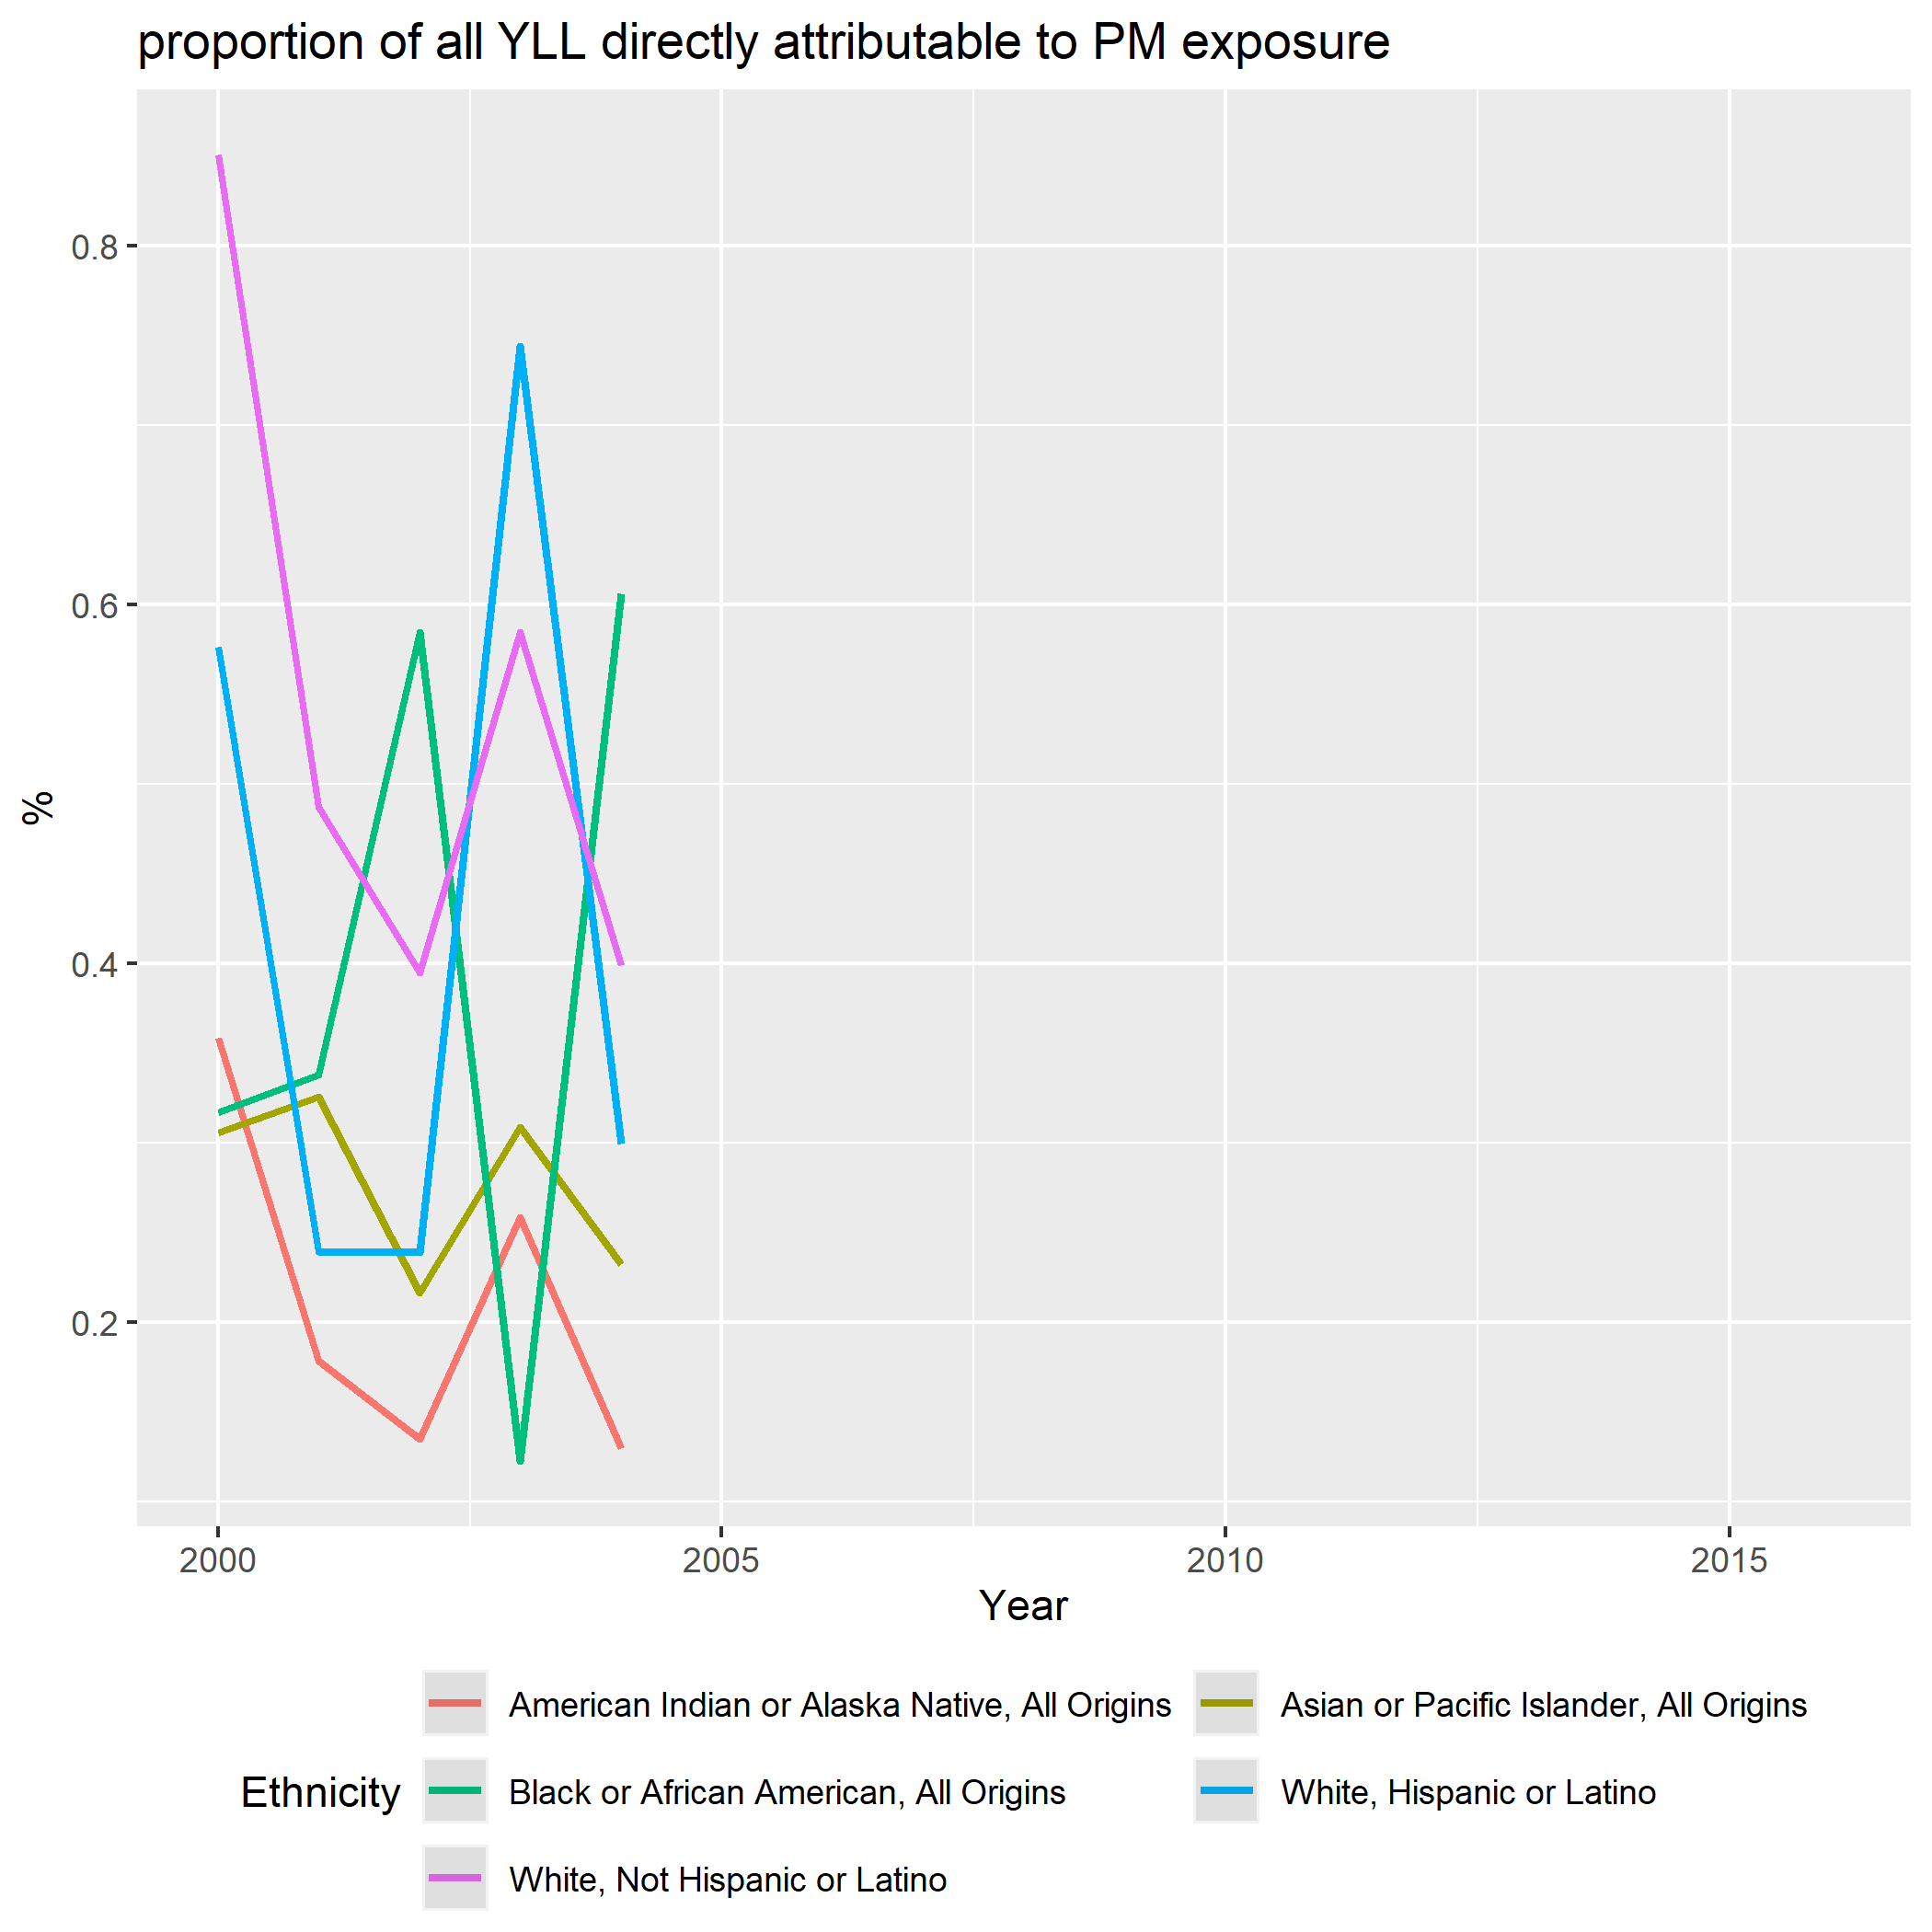 proportion of all YLL directly attributable to PM exposure
0.8
0.6
0.4
0.2
%
2000 2005 2010 2015
Year
Ethnicity
American Indian or Alaska Native, All Origins
Asian or Pacific Islander, All Origins
Black or African American, All Origins
White, Hispanic or Latino
White, Not Hispanic or Latino